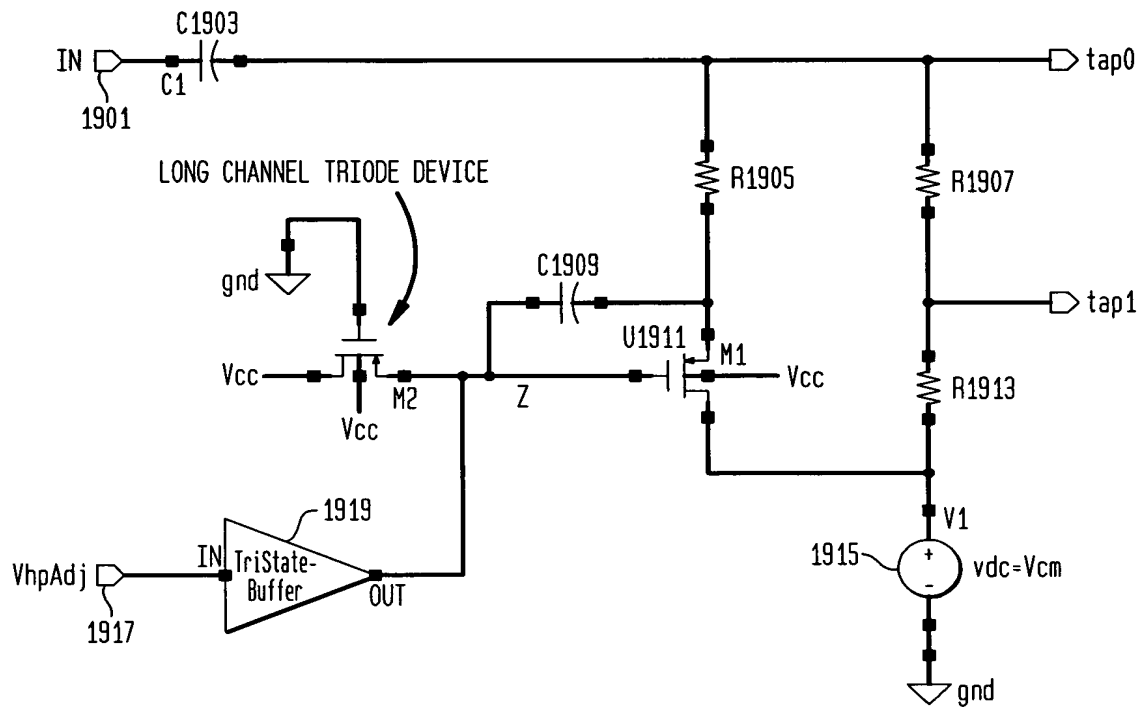 C1903
IN
C1
1901
tap0
LONG CHANNEL TRIODE DEVICE
R1905
R1907
gnd
C1909
tap1
U1911
M1
Vcc
Vcc
M2
Z
Vcc
R1913
1919
V1
1915
VhpAdj
IN
TriState-
Buffer
OUT
+
-
vdc=Vcm
1917
gnd